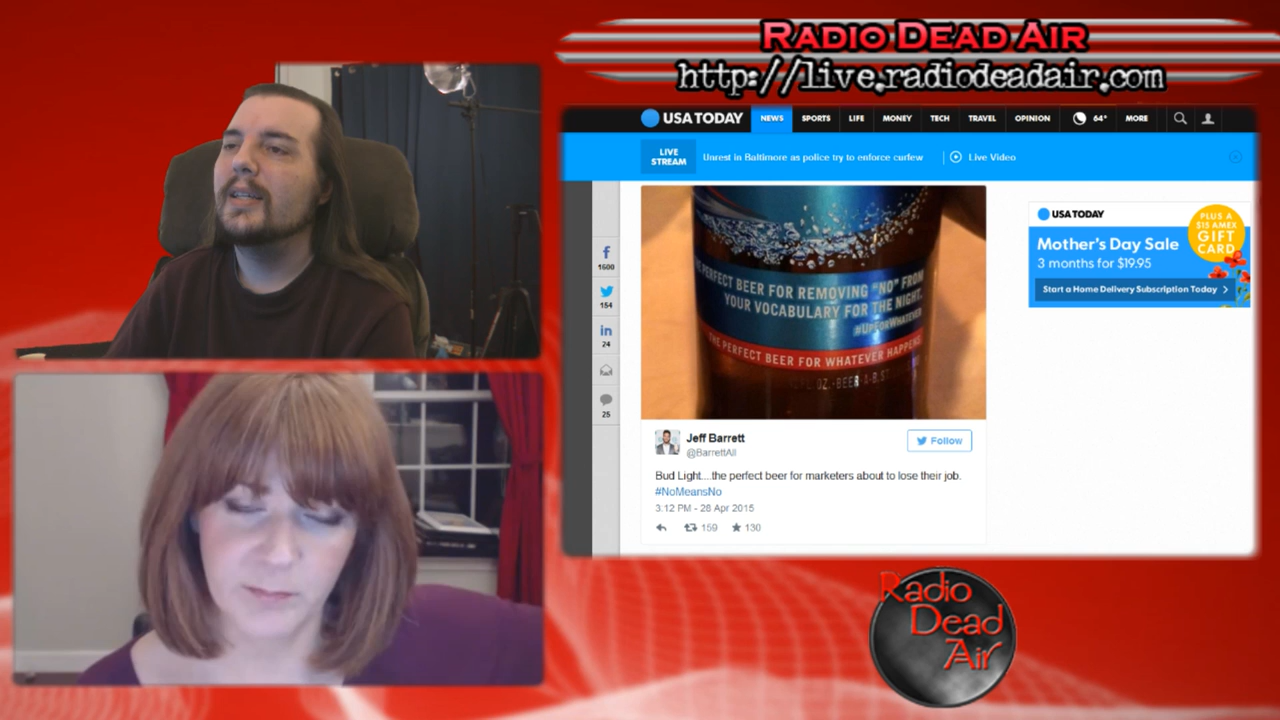 RADIO DEAD AIR
http://live.radiodeadair.com
USA TODAY
NEWS
SPORTS
LIFE
MONEY
TECH
TRAVEL
OPINION
64°
MORE
LIVE
STREAM
Unrest in Baltimore as police try to enforce curfew
Live Video
f
1600
154
in
24
25
PERFECT BEER FOR REMOVING "NO" FROM
YOUR VOCABULARY FOR THE NIGHT.
#UPFORWHATEVER
THE PERFECT BEER FOR WHATEVER HAPPENS
FL. OZ.-BEER-
Jeff Barrett
@BarrettAll
Follow
Bud Light....the perfect beer for marketers about to lose their job.
#NoMeansNo
3:12 PM - 28 Apr 2015
159
130
USA TODAY
PLUS A
$15 AMEX
GIFT
CARD
Mother's Day Sale
3 months for $19.95
Start a Home Delivery Subscription Today
Radio
Dead
Air